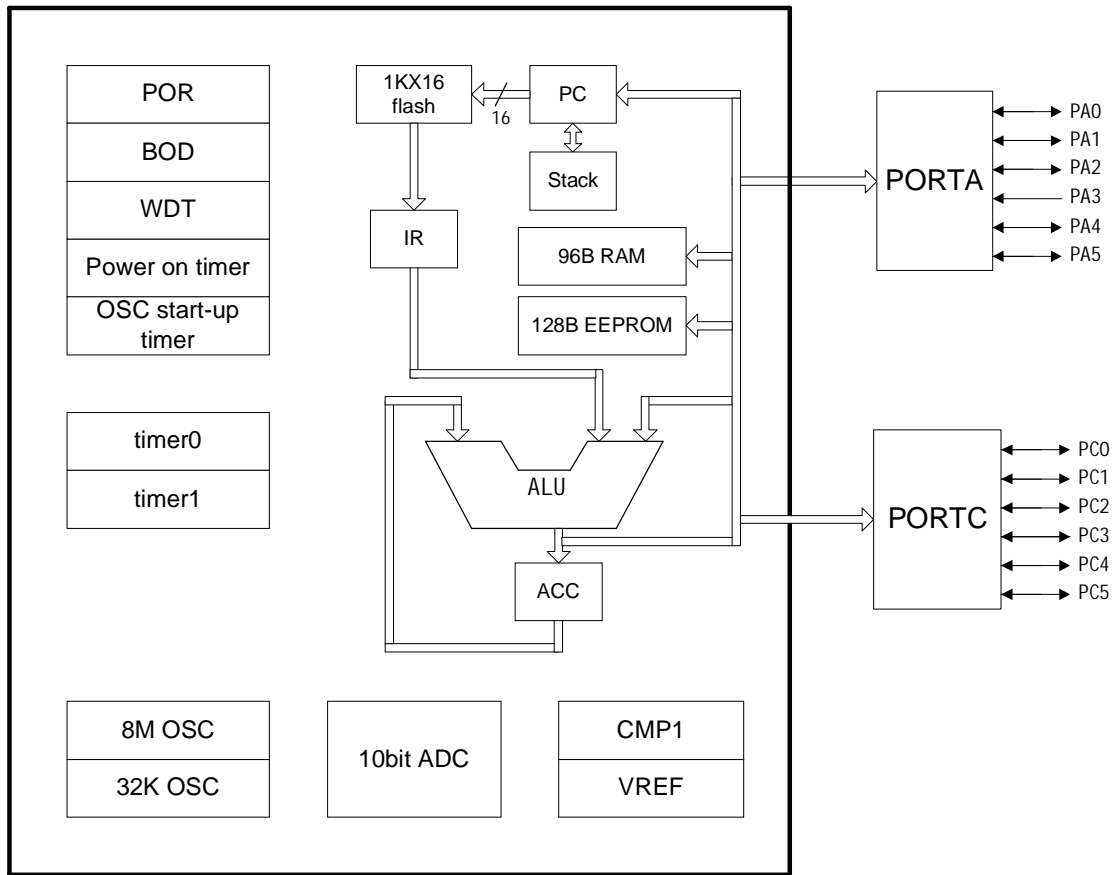 POR
BOD
WDT
Power on timer
OSC start-up
timer
timer0
timer1
8M OSC
32K OSC
1KX16
flash
16
PC
Stack
IR
96B RAM
128B EEPROM
ALU
ACC
10bit ADC
CMP1
VREF
PORTA
PA0
PA1
PA2
PA3
PA4
PA5
PORTC
PC0
PC1
PC2
PC3
PC4
PC5